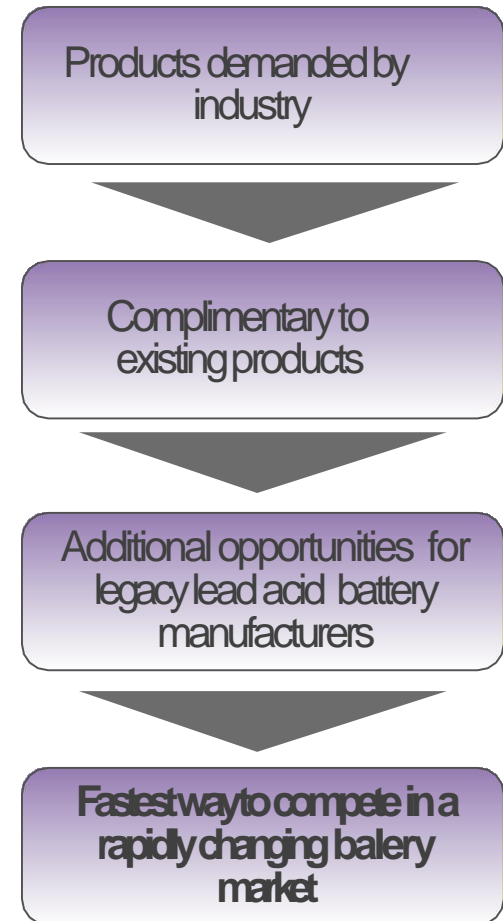 Products demanded by
industry
Complimentary to
existing products
Additional opportunities for
legacy lead acid battery
manufacturers
Fastest way to compete in a
rapidly changing balery
market